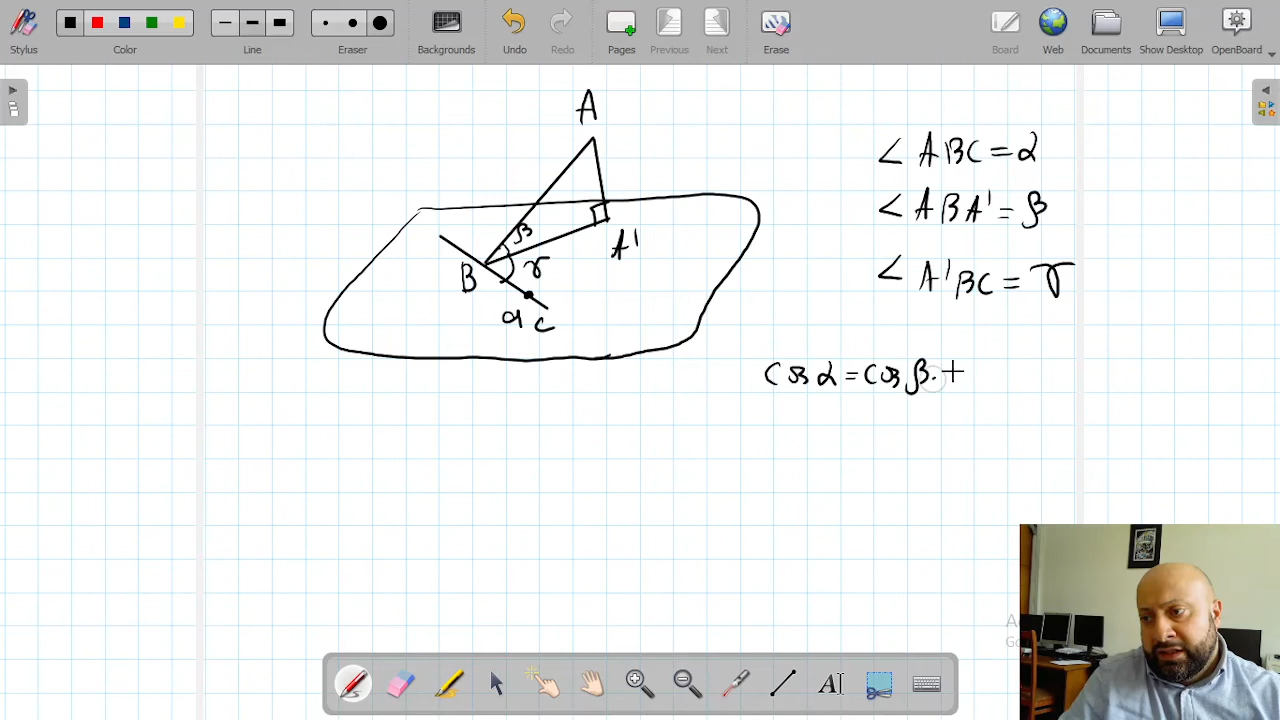 Stylus Color Line Eraser Backgrounds Undo Redo Pages Previous Next Erase Board Web Documents Show Desktop OpenBoard
A
∠ABC=α
∠ABA'=β
β
A'
B γ
∠A'BC=γ
a C
cos α=cos β.